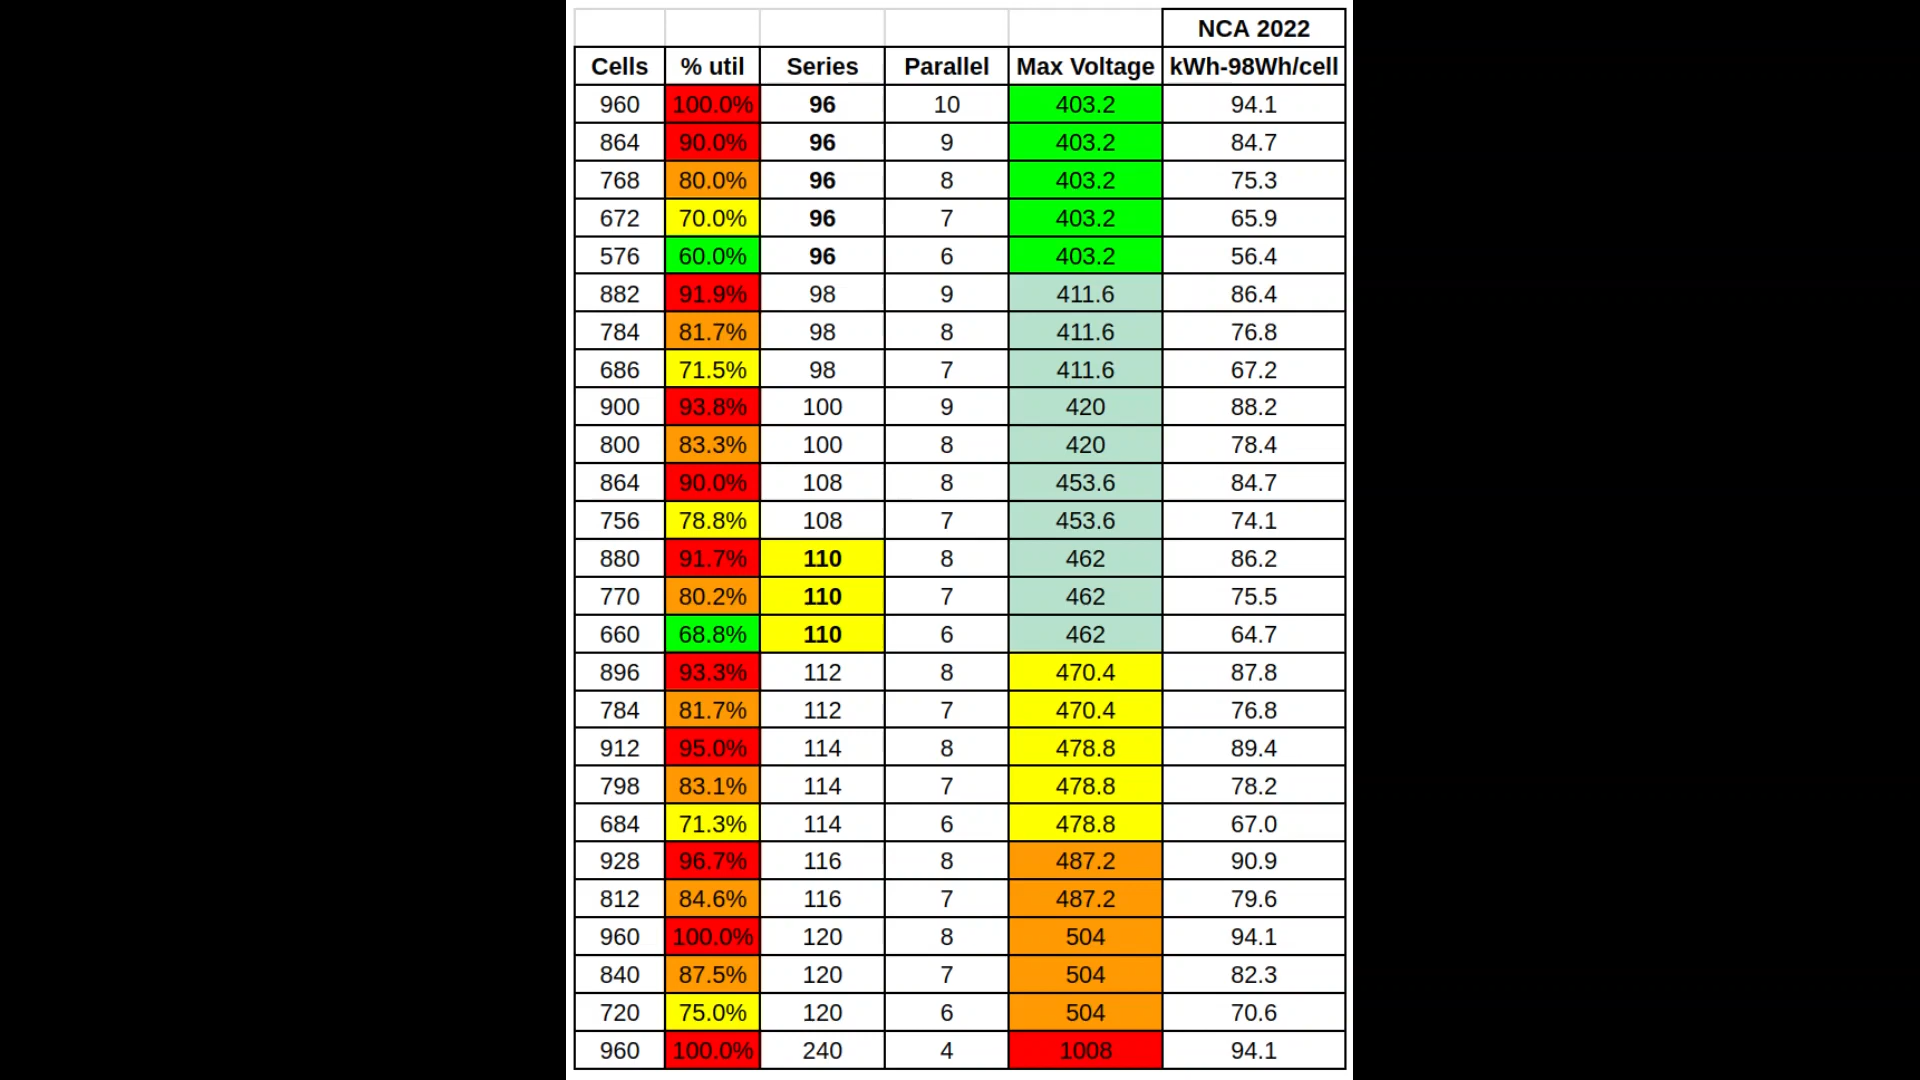 NCA 2022
Cells % util Series Parallel Max Voltage kWh-98Wh/cell
960 100.0% 96 10 403.2 94.1
864 90.0% 96 9 403.2 84.7
768 80.0% 96 8 403.2 75.3
672 70.0% 96 7 403.2 65.9
576 60.0% 96 6 403.2 56.4
882 91.9% 98 9 411.6 86.4
784 81.7% 98 8 411.6 76.8
686 71.5% 98 7 411.6 67.2
900 93.8% 100 9 420 88.2
800 83.3% 100 8 420 78.4
864 90.0% 108 8 453.6 84.7
756 78.8% 108 7 453.6 74.1
880 91.7% 110 8 462 86.2
770 80.2% 110 7 462 75.5
660 68.8% 110 6 462 64.7
896 93.3% 112 8 470.4 87.8
784 81.7% 112 7 470.4 76.8
912 95.0% 114 8 478.8 89.4
798 83.1% 114 7 478.8 78.2
684 71.3% 114 6 478.8 67.0
928 96.7% 116 8 487.2 90.9
812 84.6% 116 7 487.2 79.6
960 100.0% 120 8 504 94.1
840 87.5% 120 7 504 82.3
720 75.0% 120 6 504 70.6
960 100.0% 240 4 1008 94.1